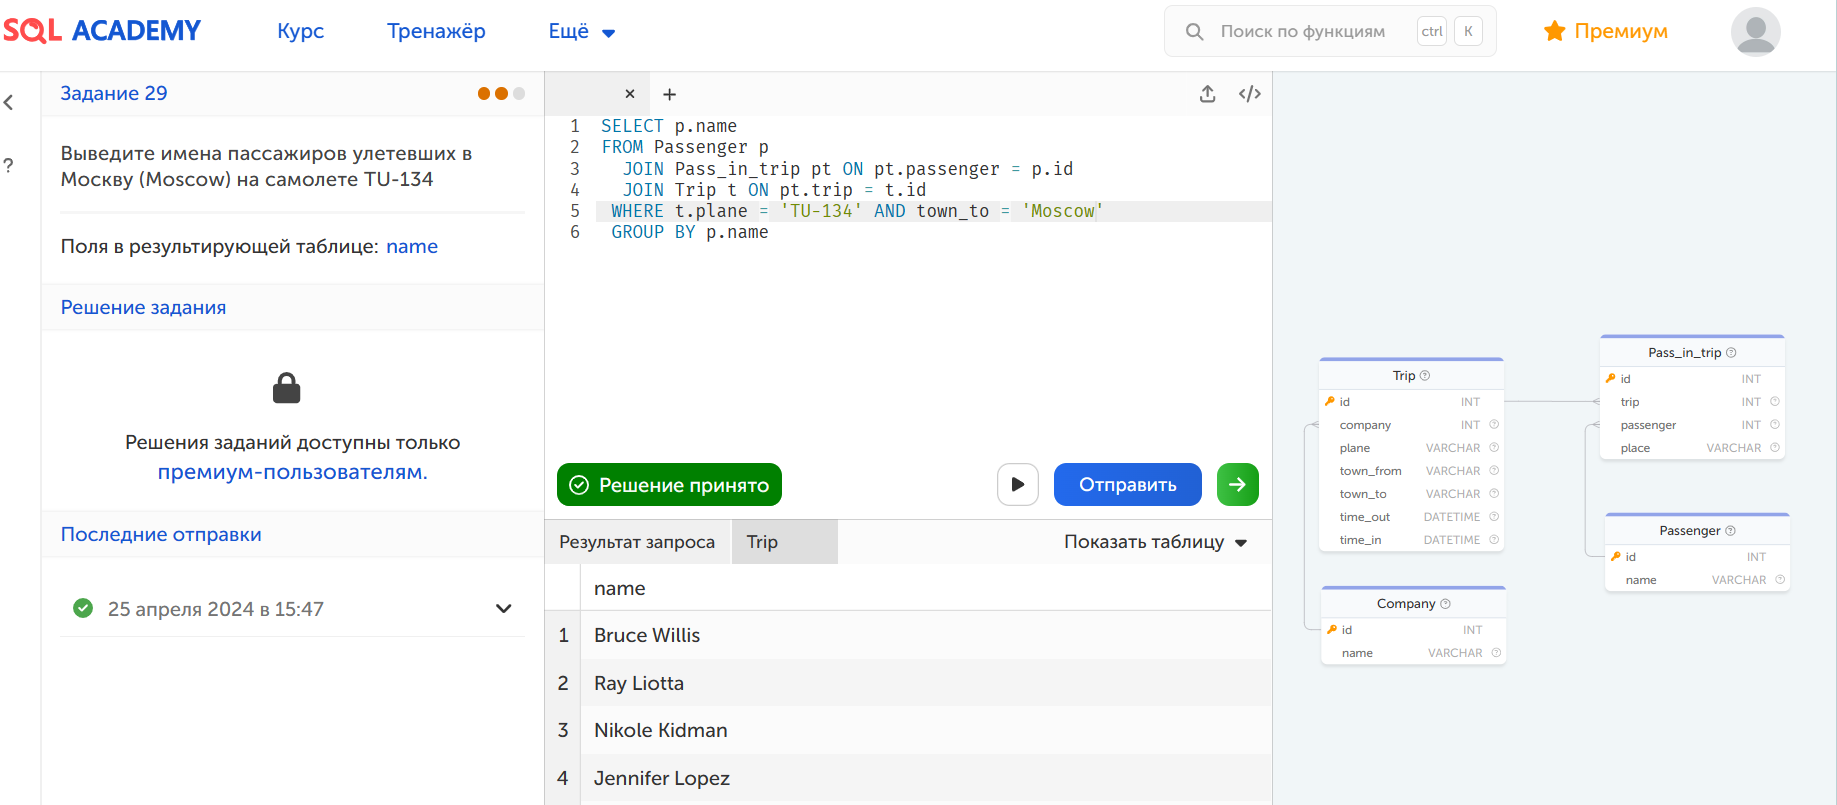 SQL ACADEMY
Курс
Тренажёр
Ещё
Поиск по функциям
ctrl
K
Премиум
?
Задание 29
Выведите имена пассажиров улетевших в
Москву (Moscow) на самолете TU-134
Поля в результирующей таблице: name
Решение задания
Решения заданий доступны только
премиум-пользователям.
Последние отправки
25 апреля 2024 в 15:47
1 SELECT p.name
2 FROM Passenger p
3 JOIN Pass_in_trip pt ON pt.passenger = p.id
4 JOIN Trip t ON pt.trip = t.id
5 WHERE t.plane = 'TU-134' AND town_to = 'Moscow'
6 GROUP BY p.name
Решение принято
Отправить
Результат запроса
Trip
Показать таблицу
name
1 Bruce Willis
2 Ray Liotta
3 Nikole Kidman
4 Jennifer Lopez
Trip
id INT
company INT
plane VARCHAR
town_from VARCHAR
town_to VARCHAR
time_out DATETIME
time_in DATETIME
Company
id INT
name VARCHAR
Pass_in_trip
id INT
trip INT
passenger INT
place VARCHAR
Passenger
id INT
name VARCHAR